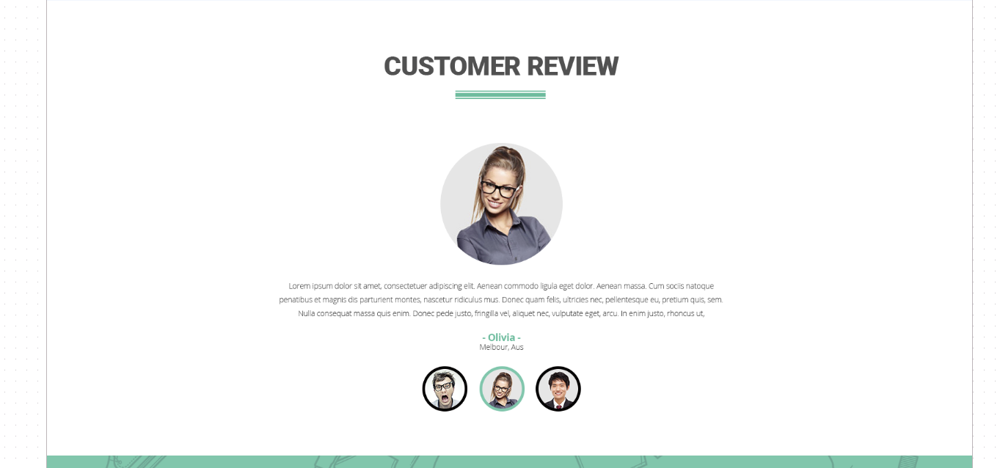 CUSTOMER REVIEW
Lorem ipsum dolor sit amet, consectetuer adipiscing elit. Aenean commodo ligula eget dolor. Aenean massa. Cum sociis natoque
penatibus et magnis dis parturient montes, nascetur ridiculus mus. Donec quam felis, ultricies nec, pellentesque eu, pretium quis, sem.
Nulla consequat massa quis enim. Donec pede justo, fringilla vel, aliquet nec, vulputate eget, arcu. In enim justo, rhoncus ut,
- Olivia -
Melbour, Aus